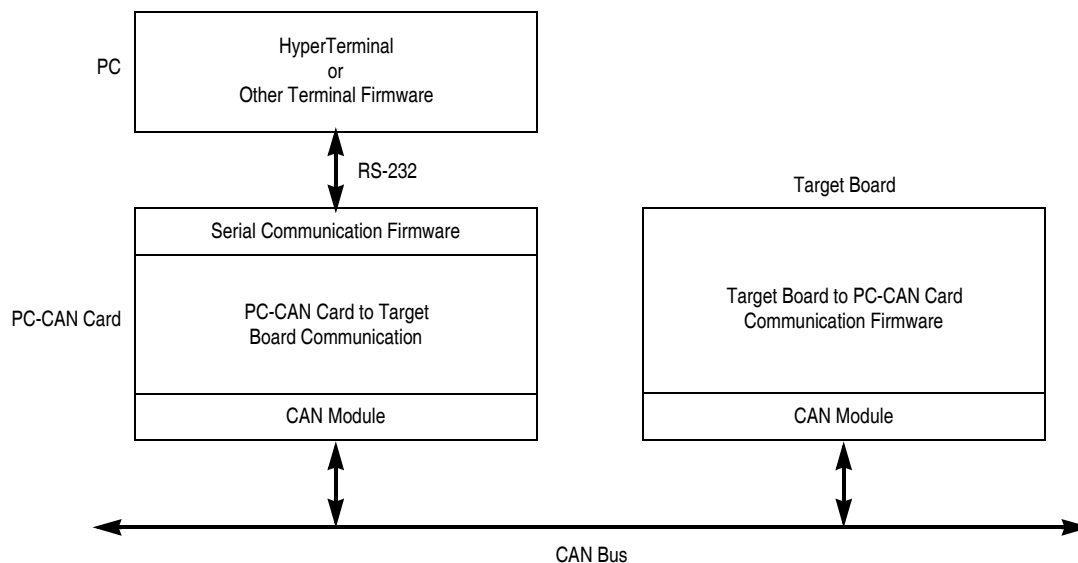 PC
HyperTerminal
or
Other Terminal Firmware
RS-232
Target Board
Serial Communication Firmware
PC-CAN Card
PC-CAN Card to Target
Board Communication
CAN Module
Target Board to PC-CAN Card
Communication Firmware
CAN Module
CAN Bus